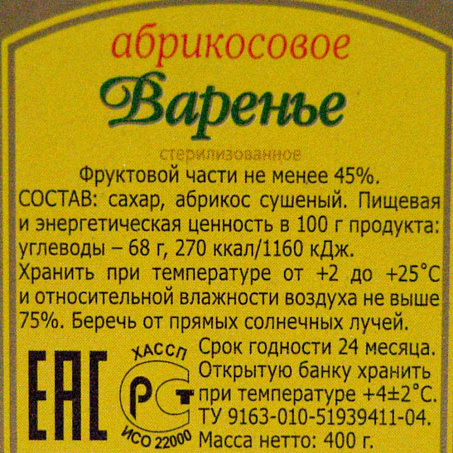 абрикосовое
Варенье
стерилизованное
Фруктовой части не менее 45%.
СОСТАВ: сахар, абрикос сушеный. Пищевая
и энергетическая ценность в 100 г продукта:
углеводы – 68 г, 270 ккал/1160 кДж.
Хранить при температуре от +2 до +25˚С
и относительной влажности воздуха не выше
75%. Беречь от прямых солнечных лучей.
Срок годности 24 месяца.
Открытую банку хранить
при температуре +4±2˚С.
ТУ 9163-010-51939411-04.
Масса нетто: 400 г.
ЕАС
ХАССП
РСТ
ИСО 22000